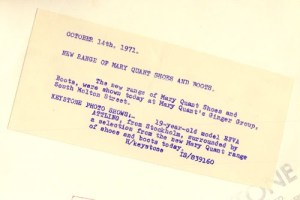 OCTOBER 14th. 1971.
NEW RANGE OF MARY QUANT SHOES AND BOOTS.
The new range of Mary Quant Shoes and
Boots, were shown today at Mary Quant's Ginger Group,
South Molton Street.
KEYSTONE PHOTO SHOWS:- 19-year-old model EVVA
ATTLING, from Stockholm, surrounded by
a selection from the new Mary Quant range
of shoes and boots today.
H/keystone IS/839160